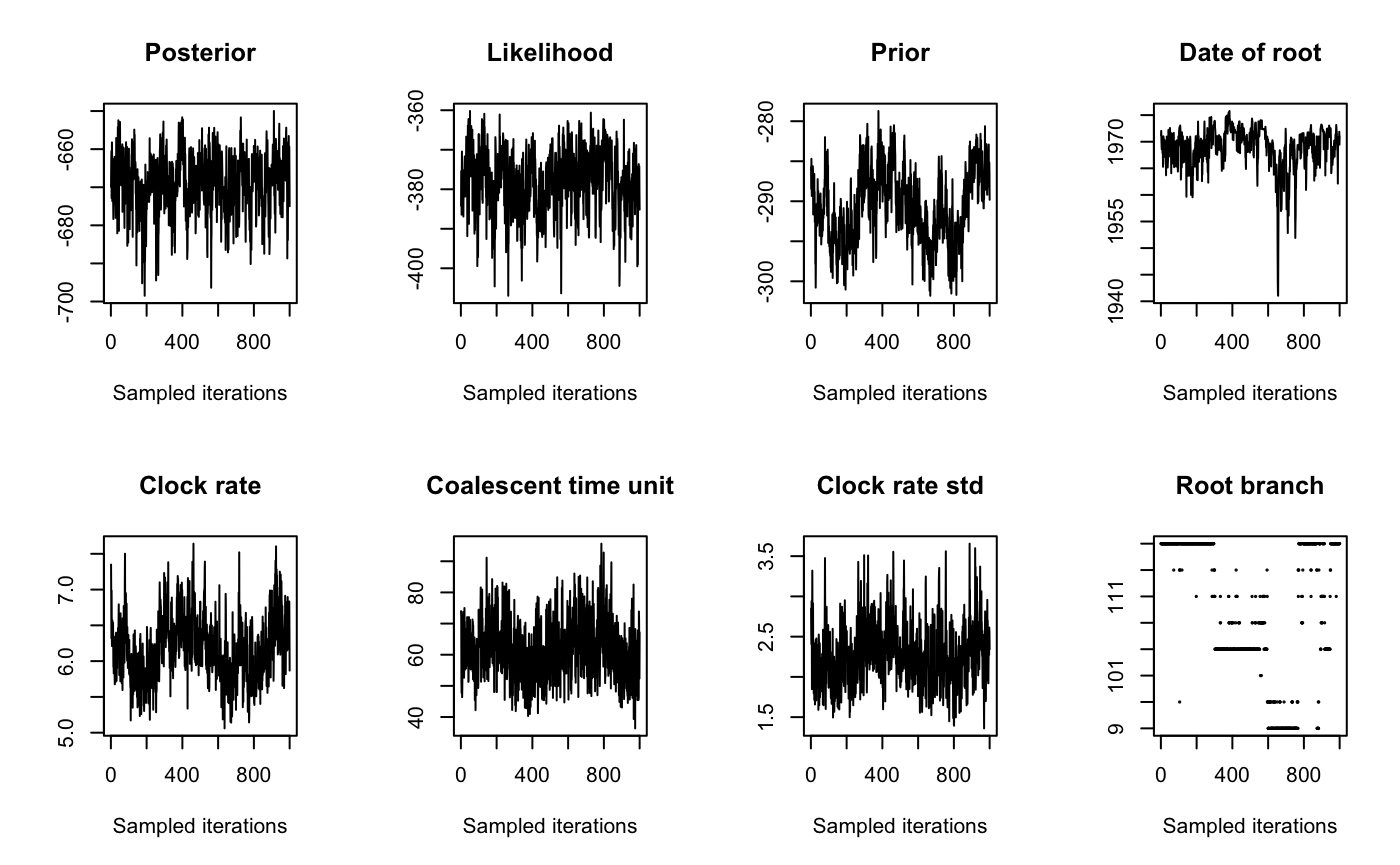 Posterior
Likelihood
Prior
Date of root
-660
-680
-700
0 400 800
Sampled iterations
-360
-380
-400
0 400 800
Sampled iterations
-280
-290
-300
0 400 800
Sampled iterations
1970
1955
1940
0 400 800
Sampled iterations
Clock rate
Coalescent time unit
Clock rate std
Root branch
7.0
6.0
5.0
0 400 800
Sampled iterations
80
60
40
0 400 800
Sampled iterations
3.5
2.5
1.5
0 400 800
Sampled iterations
111
101
9
0 400 800
Sampled iterations